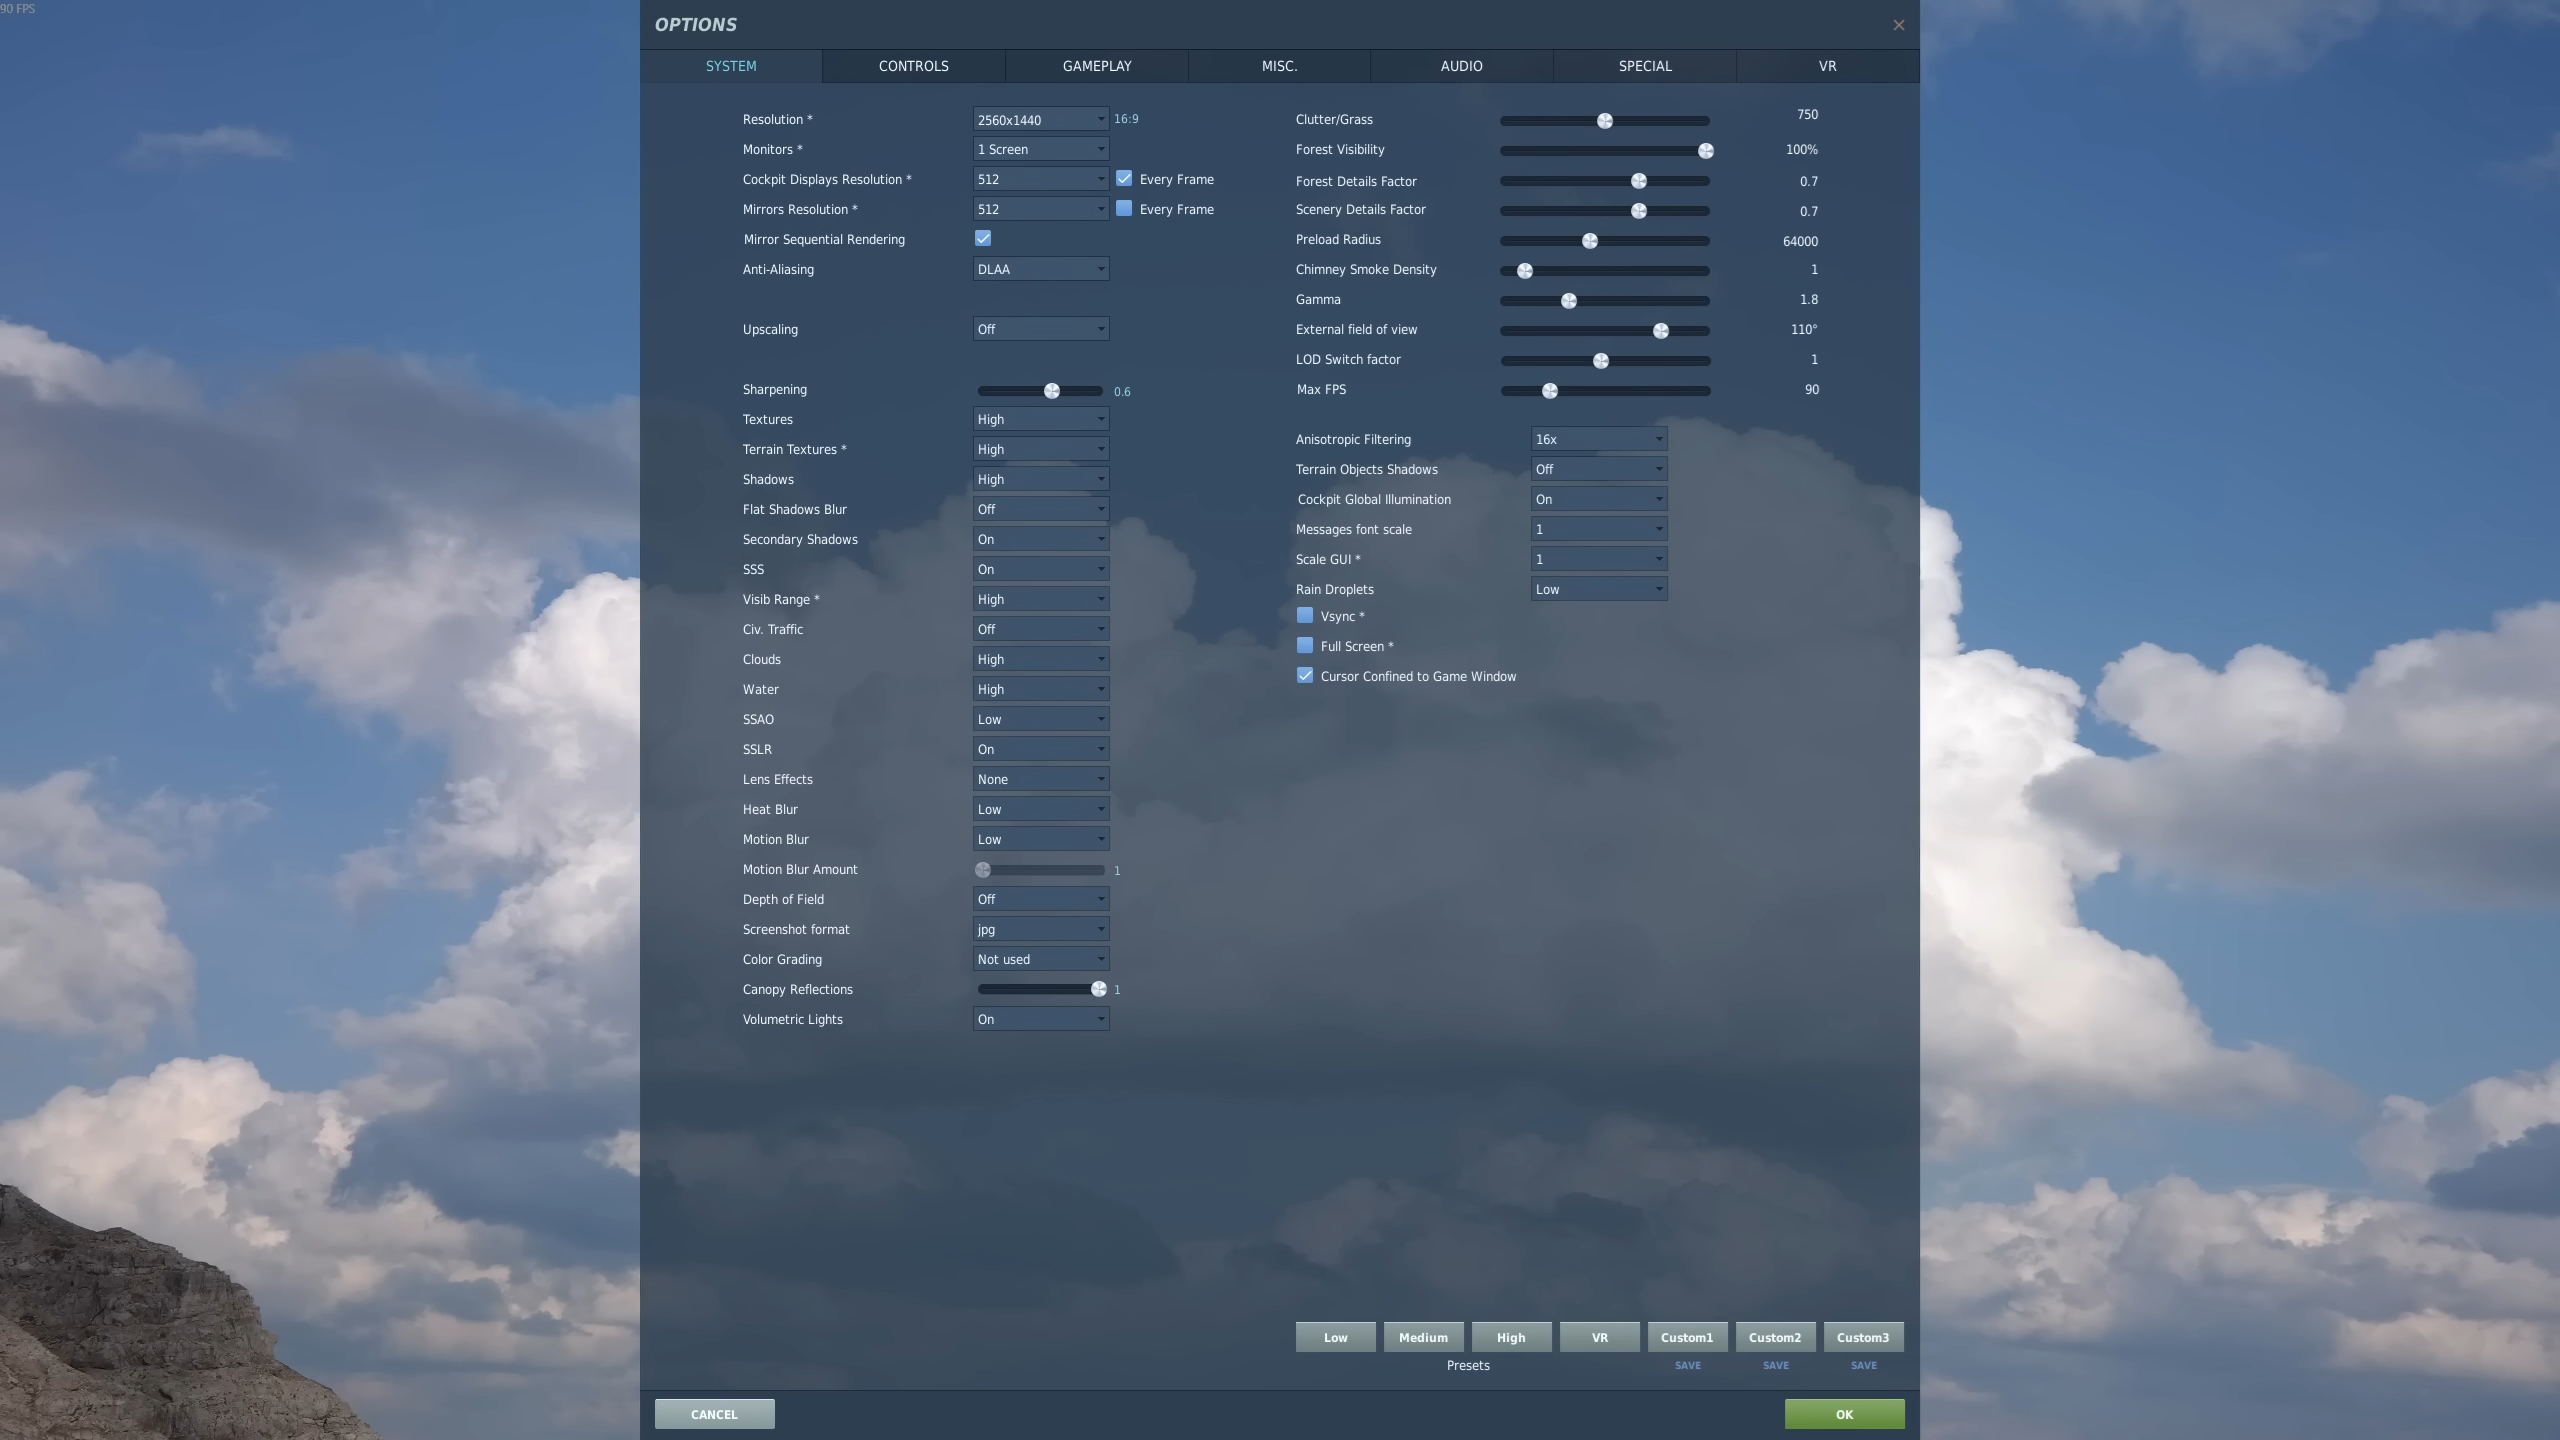 90 FPS
OPTIONS
×
SYSTEM CONTROLS GAMEPLAY MISC. AUDIO SPECIAL VR
Resolution * 2560x1440 16:9
Monitors * 1 Screen
Cockpit Displays Resolution * 512 Every Frame
Mirrors Resolution * 512 Every Frame
Mirror Sequential Rendering
Anti-Aliasing DLAA
Upscaling Off
Sharpening 0.6
Textures High
Terrain Textures * High
Shadows High
Flat Shadows Blur Off
Secondary Shadows On
SSS On
Visib Range * High
Civ. Traffic Off
Clouds High
Water High
SSAO Low
SSLR On
Lens Effects None
Heat Blur Low
Motion Blur Low
Motion Blur Amount 1
Depth of Field Off
Screenshot format jpg
Color Grading Not used
Canopy Reflections 1
Volumetric Lights On
Clutter/Grass 750
Forest Visibility 100%
Forest Details Factor 0.7
Scenery Details Factor 0.7
Preload Radius 64000
Chimney Smoke Density 1
Gamma 1.8
External field of view 110°
LOD Switch factor 1
Max FPS 90
Anisotropic Filtering 16x
Terrain Objects Shadows Off
Cockpit Global Illumination On
Messages font scale 1
Scale GUI * 1
Rain Droplets Low
Vsync *
Full Screen *
Cursor Confined to Game Window
Low Medium High VR Custom1 Custom2 Custom3
Presets SAVE SAVE SAVE
CANCEL OK